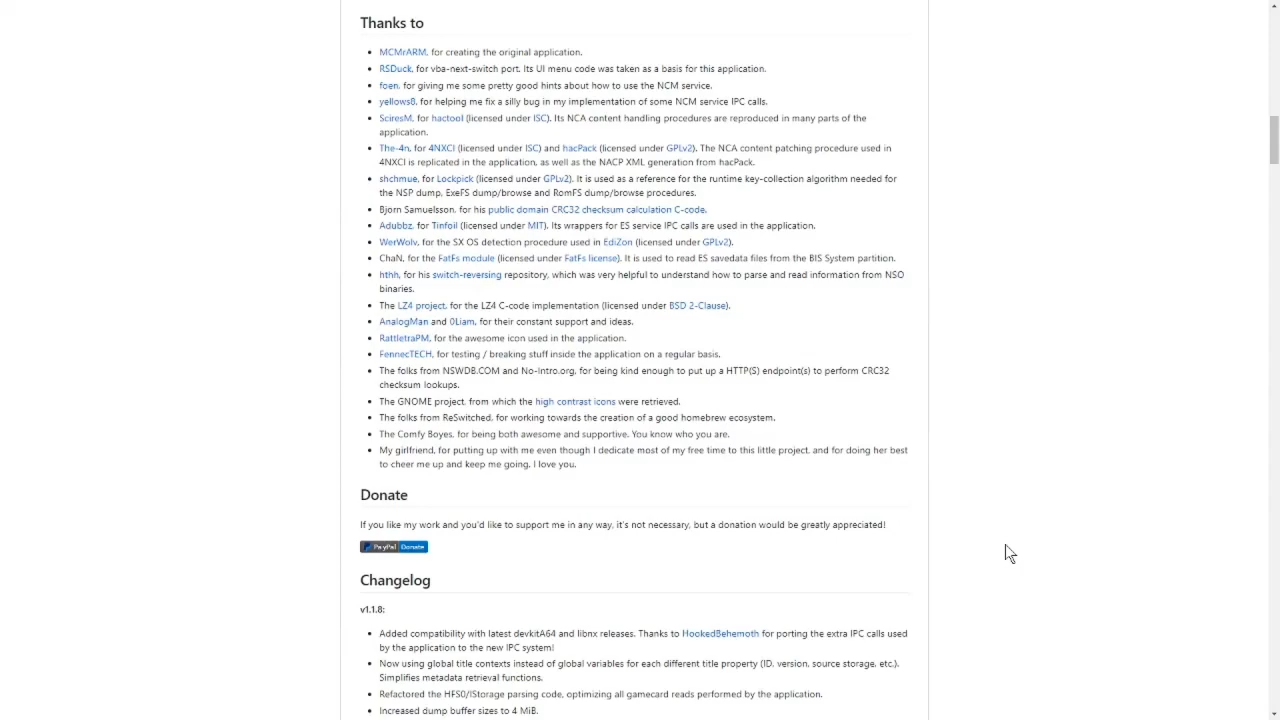 Thanks to
MCMrARM, for creating the original application.
RSDuck, for vba-next-switch port. Its UI menu code was taken as a basis for this application.
foen, for giving me some pretty good hints about how to use the NCM service.
yellows8, for helping me fix a silly bug in my implementation of some NCM service IPC calls.
SciresM, for hactool (licensed under ISC). Its NCA content handling procedures are reproduced in many parts of the
application.
The-4n, for 4NXCI (licensed under ISC) and hacPack (licensed under GPLv2). The NCA content patching procedure used in
4NXCI is replicated in the application, as well as the NACP XML generation from hacPack.
shchmue, for Lockpick (licensed under GPLv2). It is used as a reference for the runtime key-collection algorithm needed for
the NSP dump, ExeFS dump/browse and RomFS dump/browse procedures.
Bjorn Samuelsson, for his public domain CRC32 checksum calculation C-code.
Adubbz, for Tinfoil (licensed under MIT). Its wrappers for ES service IPC calls are used in the application.
WerWolv, for the SX OS detection procedure used in EdiZon (licensed under GPLv2).
ChaN, for the FatFs module (licensed under FatFs license). It is used to read ES savedata files from the BIS System partition.
hthh, for his switch-reversing repository, which was very helpful to understand how to parse and read information from NSO
binaries.
The LZ4 project, for the LZ4 C-code implementation (licensed under BSD 2-Clause).
AnalogMan and 0Liam, for their constant support and ideas.
RattletraPM, for the awesome icon used in the application.
FennecTECH, for testing / breaking stuff inside the application on a regular basis.
The folks from NSWDB.COM and No-Intro.org, for being kind enough to put up a HTTP(S) endpoint(s) to perform CRC32
checksum lookups.
The GNOME project, from which the high contrast icons were retrieved.
The folks from ReSwitched, for working towards the creation of a good homebrew ecosystem.
The Comfy Boyes, for being both awesome and supportive. You know who you are.
My girlfriend, for putting up with me even though I dedicate most of my free time to this little project, and for doing her best
to cheer me up and keep me going. I love you.
Donate
If you like my work and you'd like to support me in any way, it's not necessary, but a donation would be greatly appreciated!
PayPal Donate
Changelog
v1.1.8:
Added compatibility with latest devkitA64 and libnx releases. Thanks to HookedBehemoth for porting the extra IPC calls used
by the application to the new IPC system!
Now using global title contexts instead of global variables for each different title property (ID, version, source storage, etc.).
Simplifies metadata retrieval functions.
Refactored the HFS0/IStorage parsing code, optimizing all gamecard reads performed by the application.
Increased dump buffer sizes to 4 MiB.